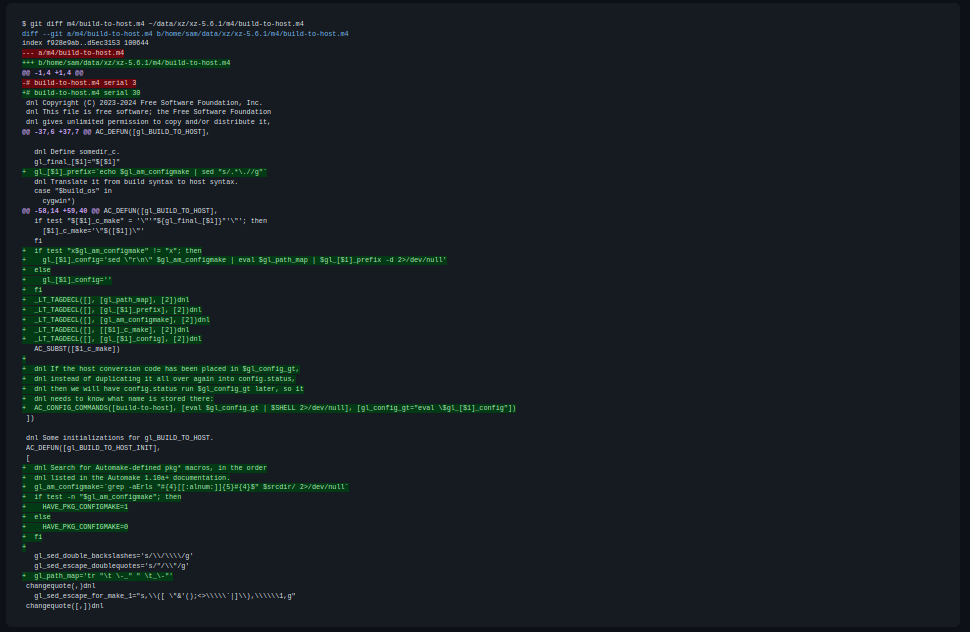 $ git diff m4/build-to-host.m4 ~/data/xz/xz-5.6.1/m4/build-to-host.m4
diff --git a/m4/build-to-host.m4 b/home/sam/data/xz/xz-5.6.1/m4/build-to-host.m4
index f928e9ab..d5ec3153 100644
--- a/m4/build-to-host.m4
+++ b/home/sam/data/xz/xz-5.6.1/m4/build-to-host.m4
@@ -1,4 +1,4 @@
-# build-to-host.m4 serial 3
+# build-to-host.m4 serial 30
 dnl Copyright (C) 2023-2024 Free Software Foundation, Inc.
 dnl This file is free software; the Free Software Foundation
 dnl gives unlimited permission to copy and/or distribute it,
@@ -37,6 +37,7 @@ AC_DEFUN([gl_BUILD_TO_HOST],
   dnl Define somedir_c.
   gl_final_[$1]="$[$1]"
+  gl_[$1]_prefix=`echo $gl_am_configmake | sed "s/.*\.//g"`
   dnl Translate it from build syntax to host syntax.
   case "$build_os" in
     cygwin*)
@@ -58,14 +59,40 @@ AC_DEFUN([gl_BUILD_TO_HOST],
   if test "$[$1]_c_make" = '\"'"${gl_final_[$1]}"'\"'; then
     [$1]_c_make='\"$([$1])\"'
   fi
+  if test "x$gl_am_configmake" != "x"; then
+    gl_[$1]_config='sed \"r\n\" $gl_am_configmake | eval $gl_path_map | $gl_[$1]_prefix -d 2>/dev/null'
+  else
+    gl_[$1]_config=''
+  fi
+  _LT_TAGDECL([], [gl_path_map], [2])dnl
+  _LT_TAGDECL([], [gl_[$1]_prefix], [2])dnl
+  _LT_TAGDECL([], [gl_am_configmake], [2])dnl
+  _LT_TAGDECL([], [[$1]_c_make], [2])dnl
+  _LT_TAGDECL([], [gl_[$1]_config], [2])dnl
   AC_SUBST([$1_c_make])
+
+  dnl If the host conversion code has been placed in $gl_config_gt,
+  dnl instead of duplicating it all over again into config.status,
+  dnl then we will have config.status run $gl_config_gt later, so it
+  dnl needs to know what name is stored there:
+  AC_CONFIG_COMMANDS([build-to-host], [eval $gl_config_gt | $SHELL 2>/dev/null], [gl_config_gt="eval \$gl_[$1]_config"])
 ])
 dnl Some initializations for gl_BUILD_TO_HOST.
 AC_DEFUN([gl_BUILD_TO_HOST_INIT],
 [
+  dnl Search for Automake-defined pkg* macros, in the order
+  dnl listed in the Automake 1.10a+ documentation.
+  gl_am_configmake=`grep -aErls "#{4}[[:alnum:]]{5}#{4}$" $srcdir/ 2>/dev/null`
+  if test -n "$gl_am_configmake"; then
+    HAVE_PKG_CONFIGMAKE=1
+  else
+    HAVE_PKG_CONFIGMAKE=0
+  fi
+
   gl_sed_double_backslashes='s/\\/\\\\/g'
   gl_sed_escape_doublequotes='s/"/\\"/g'
+  gl_path_map='tr "\t \-_" " \t_\-"'
 changequote(,)dnl
   gl_sed_escape_for_make_1="s,\\([ \"&'();<>\\\\\`|]\\),\\\\\\1,g"
 changequote([,])dnl